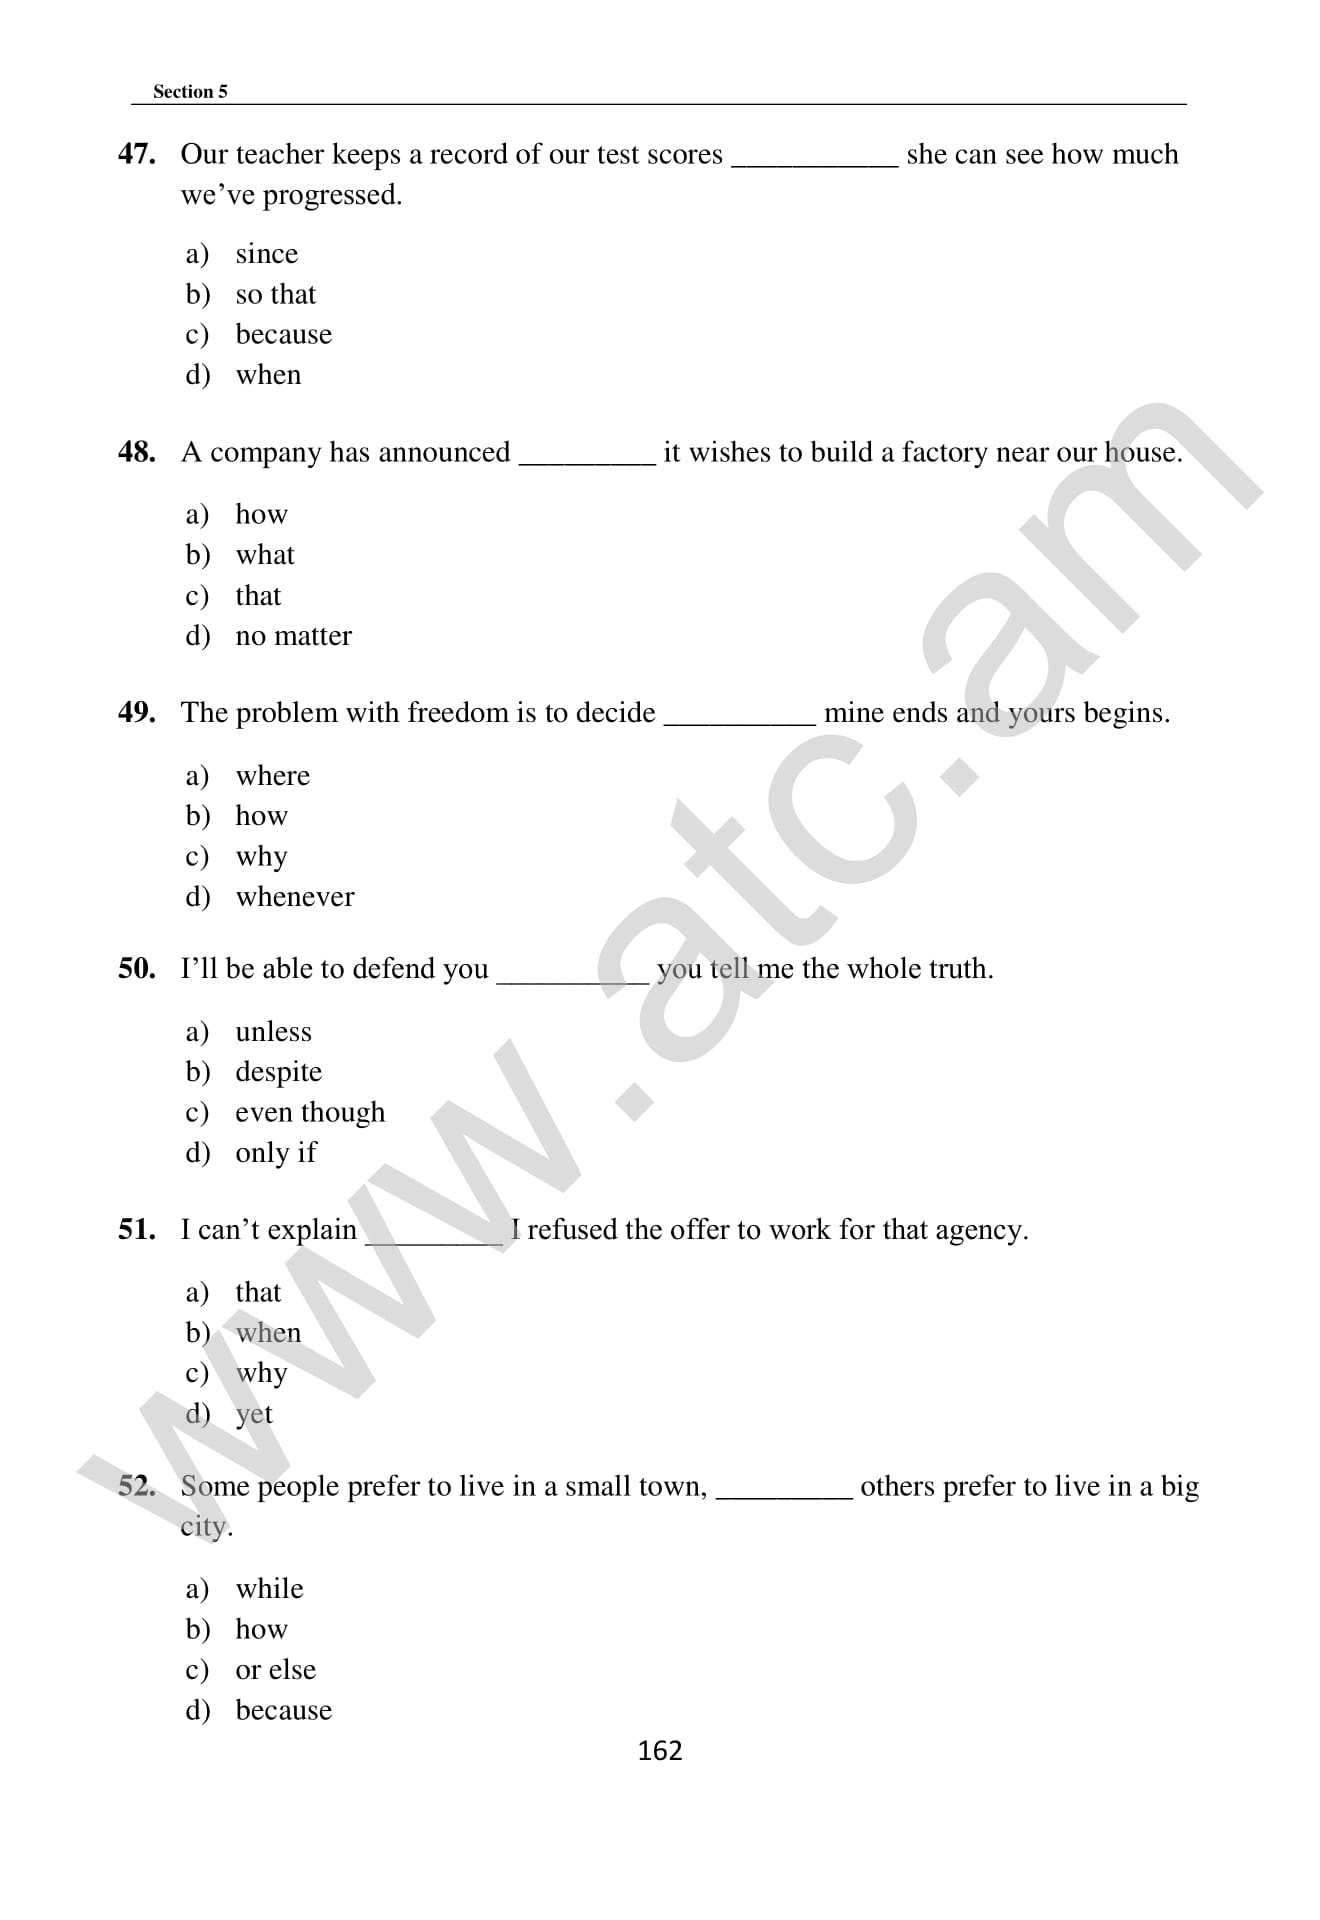 Section 5
47. Our teacher keeps a record of our test scores ___________ she can see how much
we’ve progressed.
a) since
b) so that
c) because
d) when
48. A company has announced _________ it wishes to build a factory near our house.
a) how
b) what
c) that
d) no matter
49. The problem with freedom is to decide __________ mine ends and yours begins.
a) where
b) how
c) why
d) whenever
50. I’ll be able to defend you __________ you tell me the whole truth.
a) unless
b) despite
c) even though
d) only if
51. I can’t explain _________ I refused the offer to work for that agency.
a) that
b) when
c) why
d) yet
52. Some people prefer to live in a small town, _________ others prefer to live in a big
city.
a) while
b) how
c) or else
d) because
162
www.atc.am